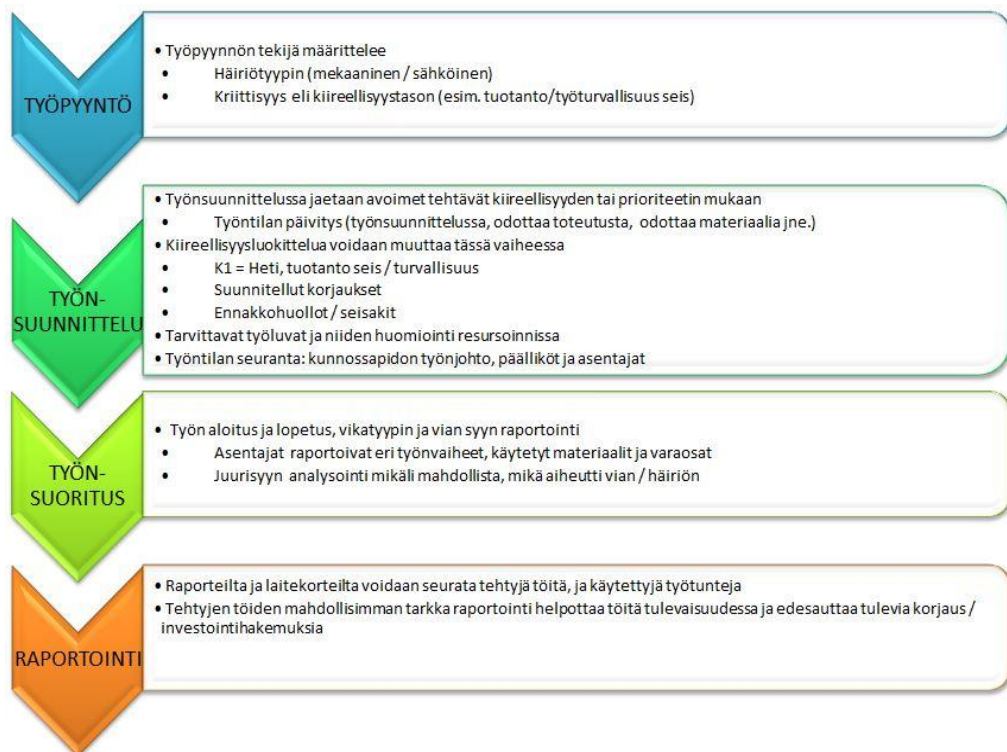 TYÖPYYNTÖ
• Työpyynnön tekijä määrittelee
• Häiriötyypin (mekaaninen / sähköinen)
• Kriittisyys eli kiireellisyystason (esim. tuotanto/työturvallisuus seis)
TYÖN-
SUUNNITTELU
• Työnsuunnittelussa jaetaan avoimet tehtävät kiireellisyyden tai prioriteetin mukaan
• Työntilan päivitys (työnsuunnittelussa, odottaa toteutusta, odottaa materiaalia jne.)
• Kiireellisyysluokittelua voidaan muuttaa tässä vaiheessa
• K1 = Heti, tuotanto seis / turvallisuus
• Suunnitellut korjaukset
• Ennakkohuollot / seisakit
• Tarvittavat työluvat ja niiden huomiointi resursoinnissa
• Työntilan seuranta: kunnossapidon työnjohto, päälliköt ja asentajat
TYÖN-
SUORITUS
• Työn aloitus ja lopetus, vikatyypin ja vian syyn raportointi
• Asentajat raportoivat eri työnvaiheet, käytetyt materiaalit ja varaosat
• Juurisyyn analysointi mikäli mahdollista, mikä aiheutti vian / häiriön
RAPORTOINTI
• Raporteilta ja laitekorteilta voidaan seurata tehtyjä töitä, ja käytettyjä työtunteja
• Tehtyjen töiden mahdollisimman tarkka raportointi helpottaa töitä tulevaisuudessa ja edesauttaa tulevia korjaus /
investointihakemuksia